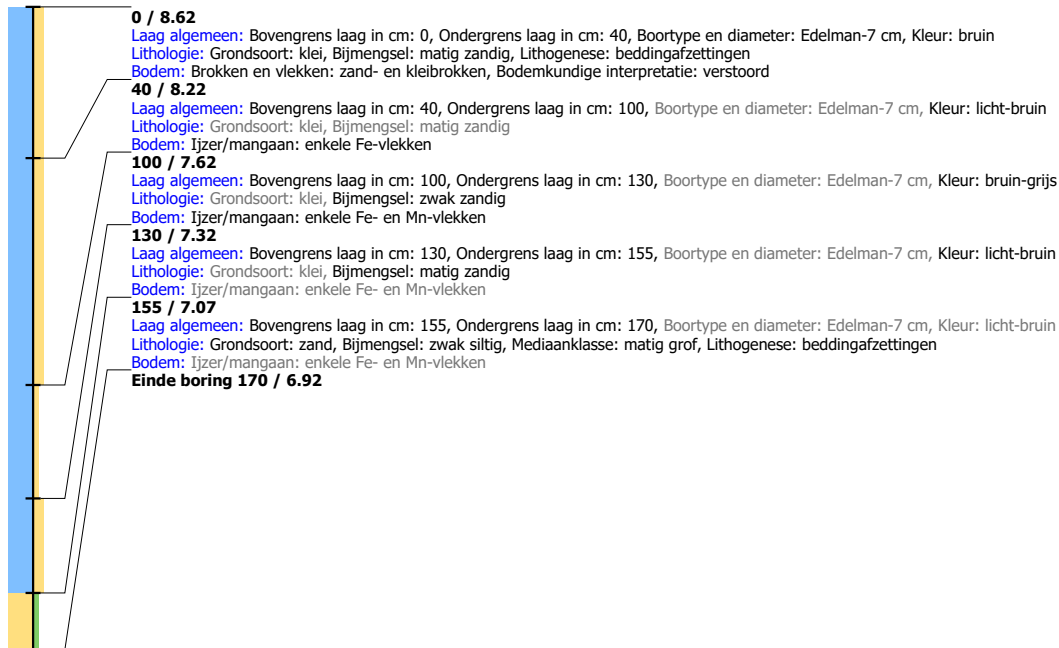 0 / 8.62
Laag algemeen: Bovengrens laag in cm: 0, Ondergrens laag in cm: 40, Boortype en diameter: Edelman-7 cm, Kleur: bruin
Lithologie: Grondsoort: klei, Bijmengsel: matig zandig, Lithogenese: beddingafzettingen
Bodem: Brokken en vlekken: zand- en kleibrokken, Bodemkundige interpretatie: verstoord
40 / 8.22
Laag algemeen: Bovengrens laag in cm: 40, Ondergrens laag in cm: 100, Boortype en diameter: Edelman-7 cm, Kleur: licht-bruin
Lithologie: Grondsoort: klei, Bijmengsel: matig zandig
Bodem: Ijzer/mangaan: enkele Fe-vlekken
100 / 7.62
Laag algemeen: Bovengrens laag in cm: 100, Ondergrens laag in cm: 130, Boortype en diameter: Edelman-7 cm, Kleur: bruin-grijs
Lithologie: Grondsoort: klei, Bijmengsel: zwak zandig
Bodem: Ijzer/mangaan: enkele Fe- en Mn-vlekken
130 / 7.32
Laag algemeen: Bovengrens laag in cm: 130, Ondergrens laag in cm: 155, Boortype en diameter: Edelman-7 cm, Kleur: licht-bruin
Lithologie: Grondsoort: klei, Bijmengsel: matig zandig
Bodem: Ijzer/mangaan: enkele Fe- en Mn-vlekken
155 / 7.07
Laag algemeen: Bovengrens laag in cm: 155, Ondergrens laag in cm: 170, Boortype en diameter: Edelman-7 cm, Kleur: licht-bruin
Lithologie: Grondsoort: zand, Bijmengsel: zwak siltig, Mediaanklasse: matig grof, Lithogenese: beddingafzettingen
Bodem: Ijzer/mangaan: enkele Fe- en Mn-vlekken
Einde boring 170 / 6.92